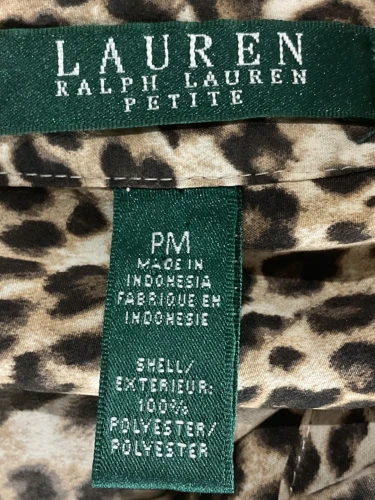 LAUREN
RALPH LAUREN
PETITE
PM
MADE IN
INDONESIA
FABRIQUE EN
INDONESIE
SHELL/
EXTERIEUR:
100%
POLYESTER/
POLYESTER